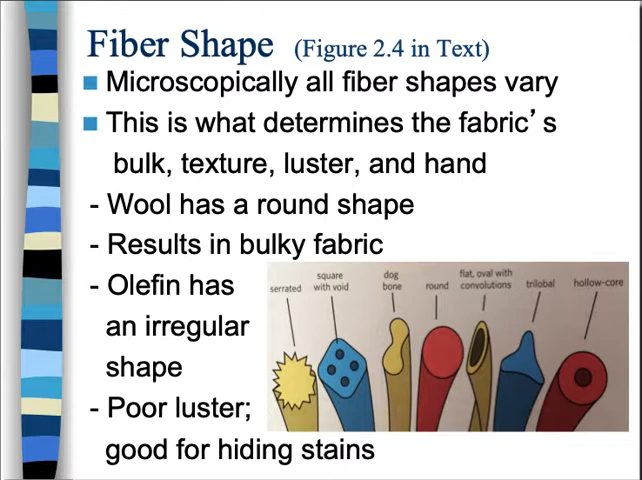 Fiber Shape (Figure 2.4 in Text)
Microscopically all fiber shapes vary
This is what determines the fabric's
bulk, texture, luster, and hand
- Wool has a round shape
- Results in bulky fabric
- Olefin has
an irregular
shape
- Poor luster;
good for hiding stains
serrated
square
with void
dog
bone
round
flat, oval with
convolutions
trilobal
hollow-core